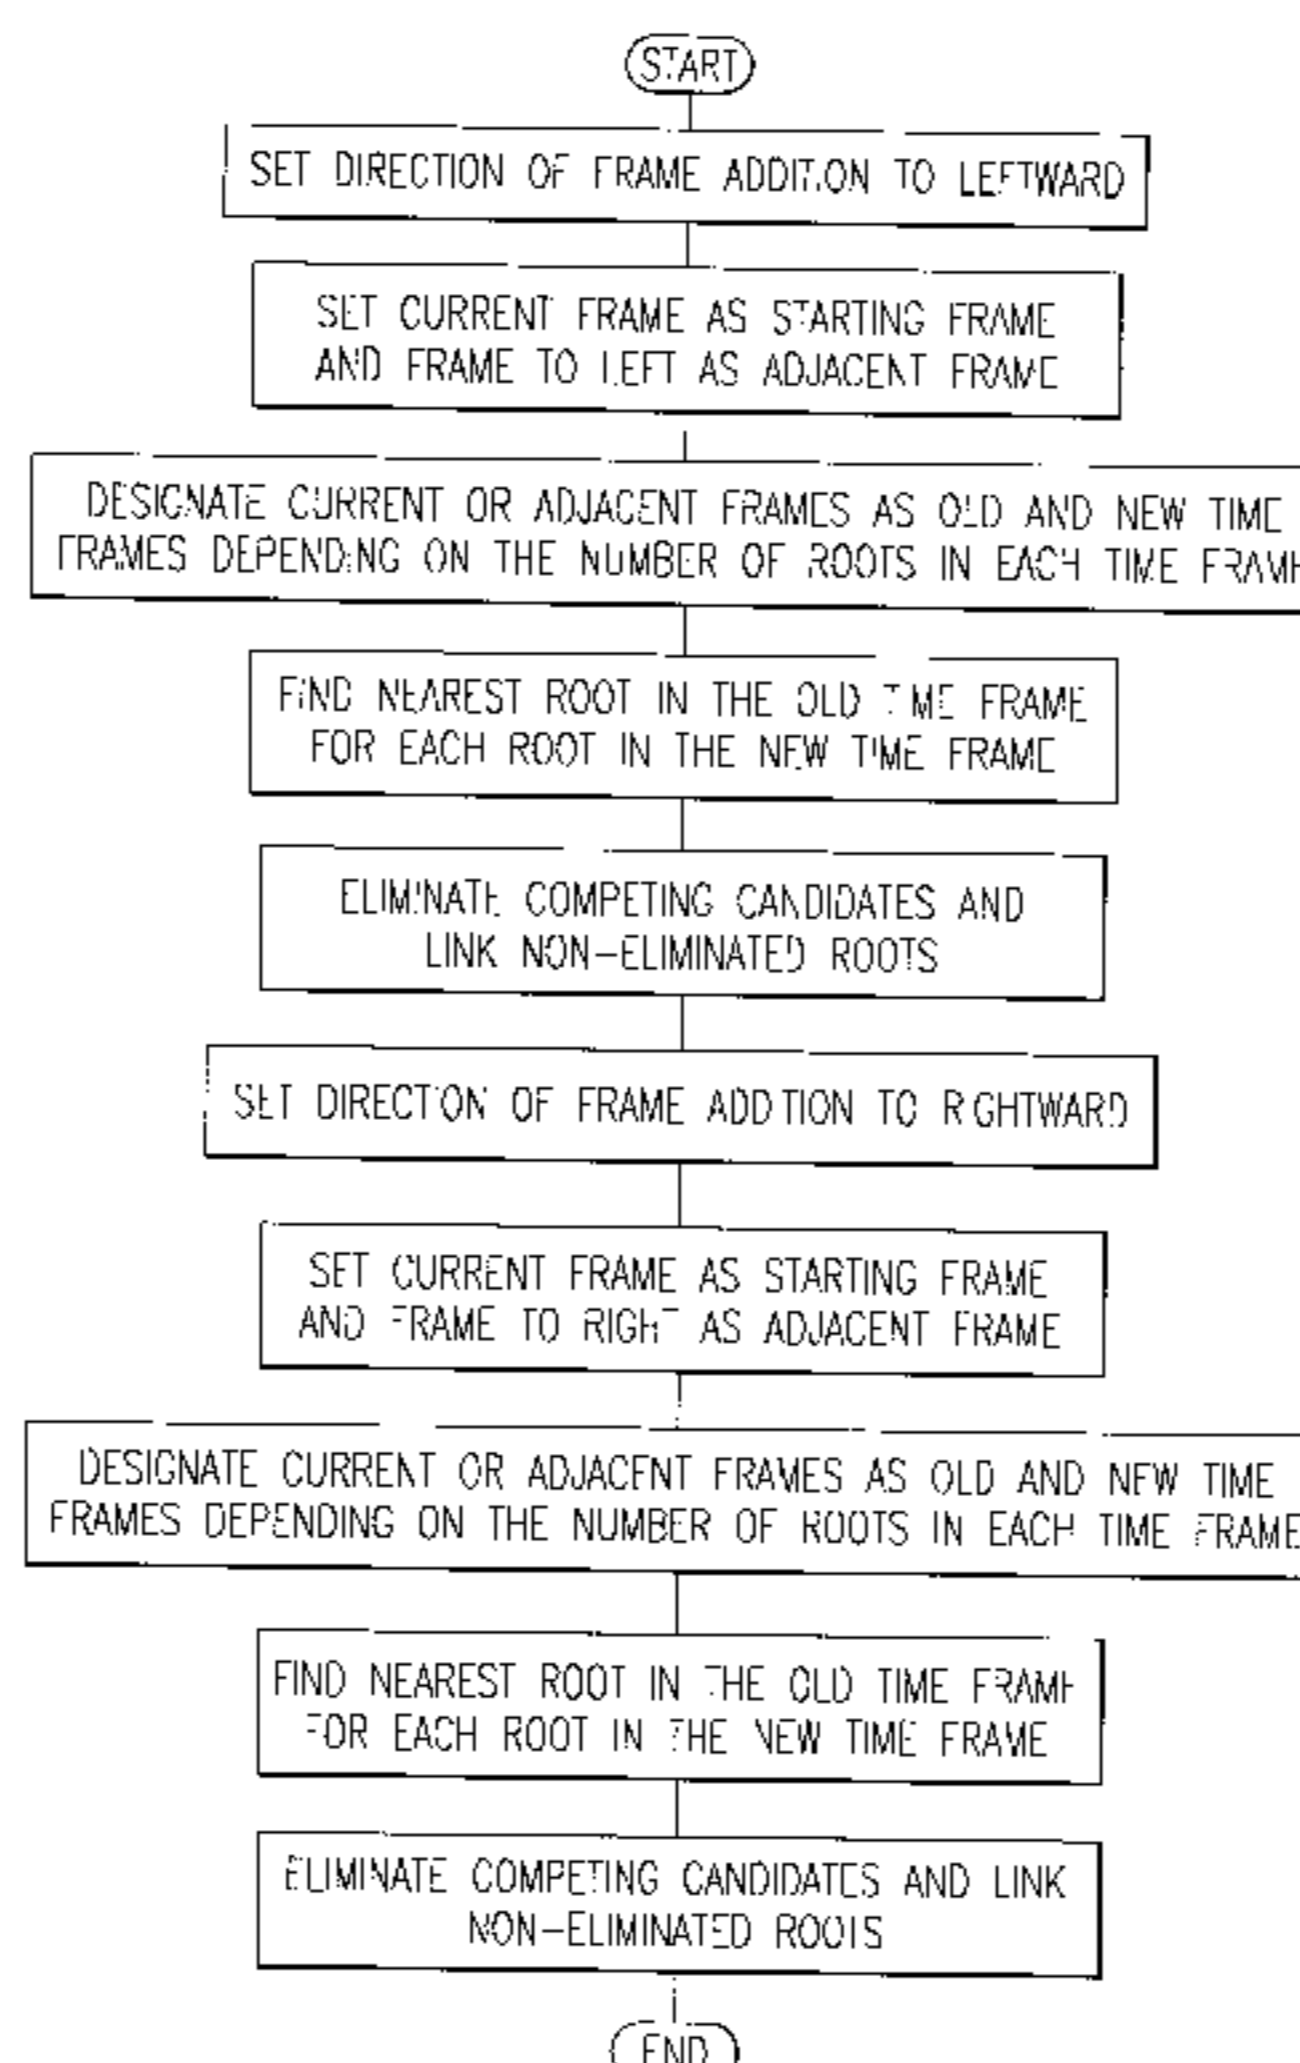 START
SET DIRECTION OF FRAME ADDITION TO LEFTWARD
SET CURRENT FRAME AS STARTING FRAME
AND FRAME TO LEFT AS ADJACENT FRAME
DESIGNATE CURRENT OR ADJACENT FRAMES AS OLD AND NEW TIME
FRAMES DEPENDING ON THE NUMBER OF ROOTS IN EACH TIME FRAME
FIND NEAREST ROOT IN THE OLD TIME FRAME
FOR EACH ROOT IN THE NEW TIME FRAME
ELIMINATE COMPETING CANDIDATES AND
LINK NON-ELIMINATED ROOTS
SET DIRECTION OF FRAME ADDITION TO RIGHTWARD
SET CURRENT FRAME AS STARTING FRAME
AND FRAME TO RIGHT AS ADJACENT FRAME
DESIGNATE CURRENT OR ADJACENT FRAMES AS OLD AND NEW TIME
FRAMES DEPENDING ON THE NUMBER OF ROOTS IN EACH TIME FRAME
FIND NEAREST ROOT IN THE OLD TIME FRAME
FOR EACH ROOT IN THE NEW TIME FRAME
ELIMINATE COMPETING CANDIDATES AND LINK
NON-ELIMINATED ROOTS
END